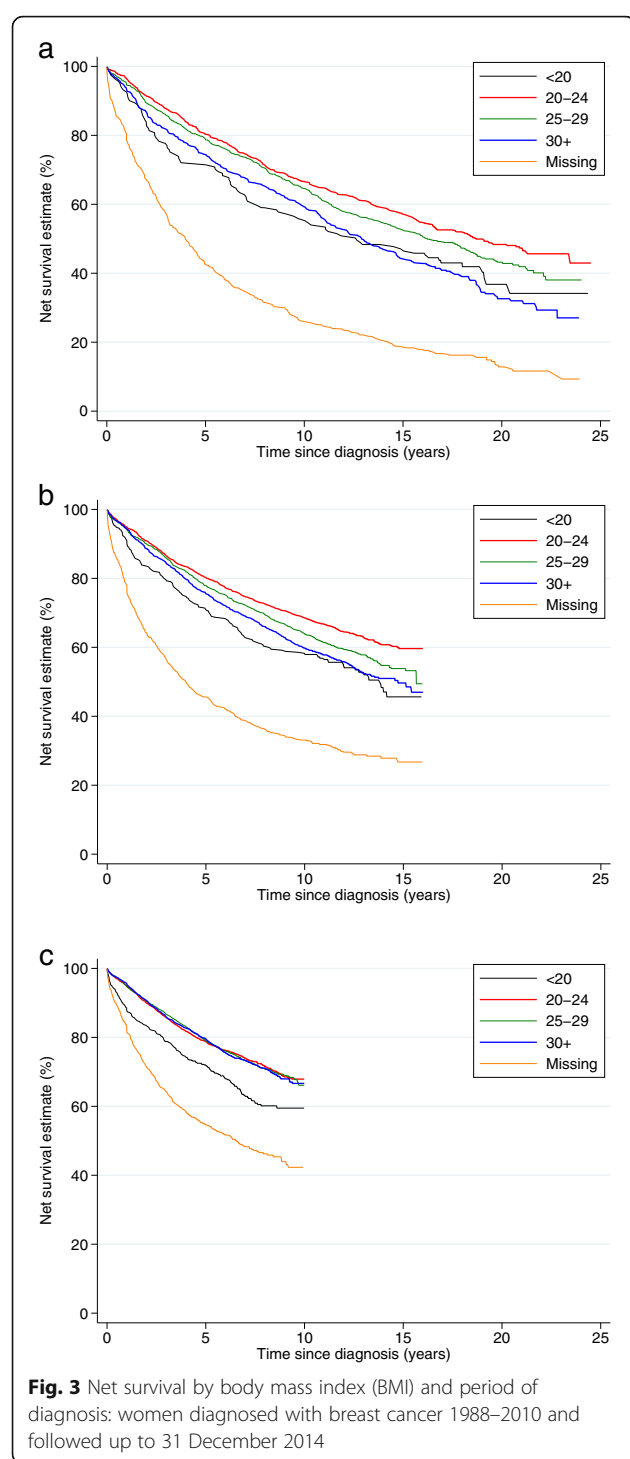 a
100
80
60
40
20
0
Net survival estimate (%)
<20
20–24
25–29
30+
Missing
0 5 10 15 20 25
Time since diagnosis (years)
b
100
80
60
40
20
0
Net survival estimate (%)
<20
20–24
25–29
30+
Missing
0 5 10 15 20 25
Time since diagnosis (years)
c
100
80
60
40
20
0
Net survival estimate (%)
<20
20–24
25–29
30+
Missing
0 5 10 15 20 25
Time since diagnosis (years)
Fig. 3 Net survival by body mass index (BMI) and period of
diagnosis: women diagnosed with breast cancer 1988–2010 and
followed up to 31 December 2014